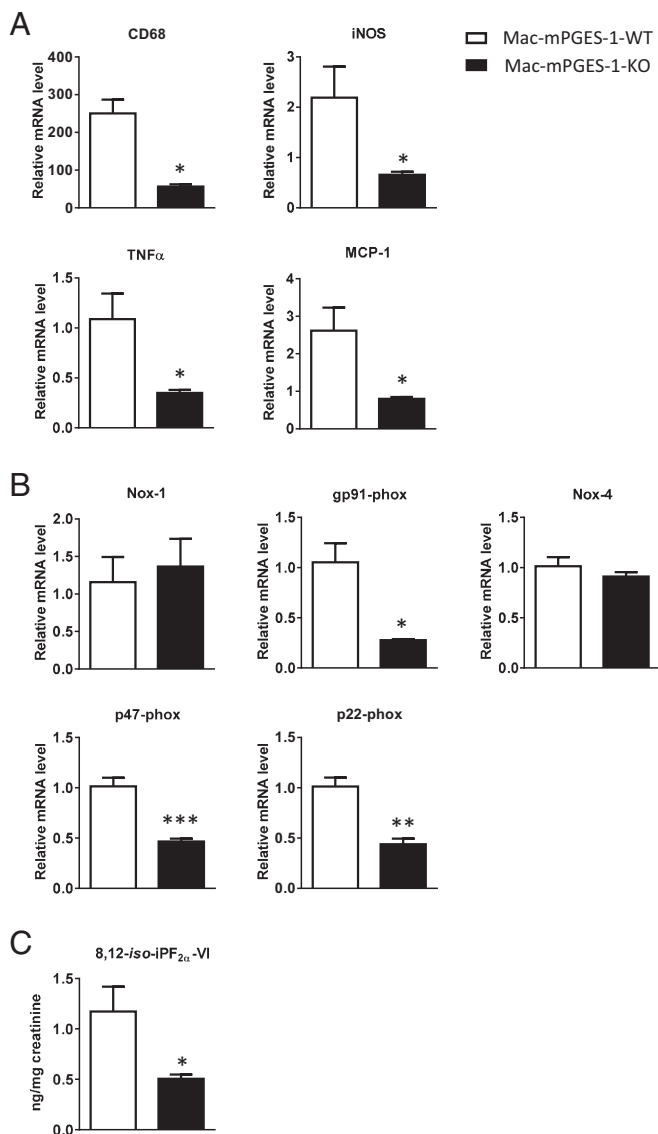 A
CD68
Relative mRNA level
400
300
200
100
0
*
iNOS
Relative mRNA level
3
2
1
0
*
Mac-mPGES-1-WT
Mac-mPGES-1-KO
TNFα
Relative mRNA level
1.5
1.0
0.5
0.0
*
MCP-1
Relative mRNA level
4
3
2
1
0
*
B
Nox-1
Relative mRNA level
2.0
1.5
1.0
0.5
0.0
gp91-phox
Relative mRNA level
1.5
1.0
0.5
0.0
*
Nox-4
Relative mRNA level
1.5
1.0
0.5
0.0
p47-phox
Relative mRNA level
1.5
1.0
0.5
0.0
***
p22-phox
Relative mRNA level
1.5
1.0
0.5
0.0
**
C
8,12-iso-iPF2α-VI
ng/mg creatinine
1.5
1.0
0.5
0.0
*